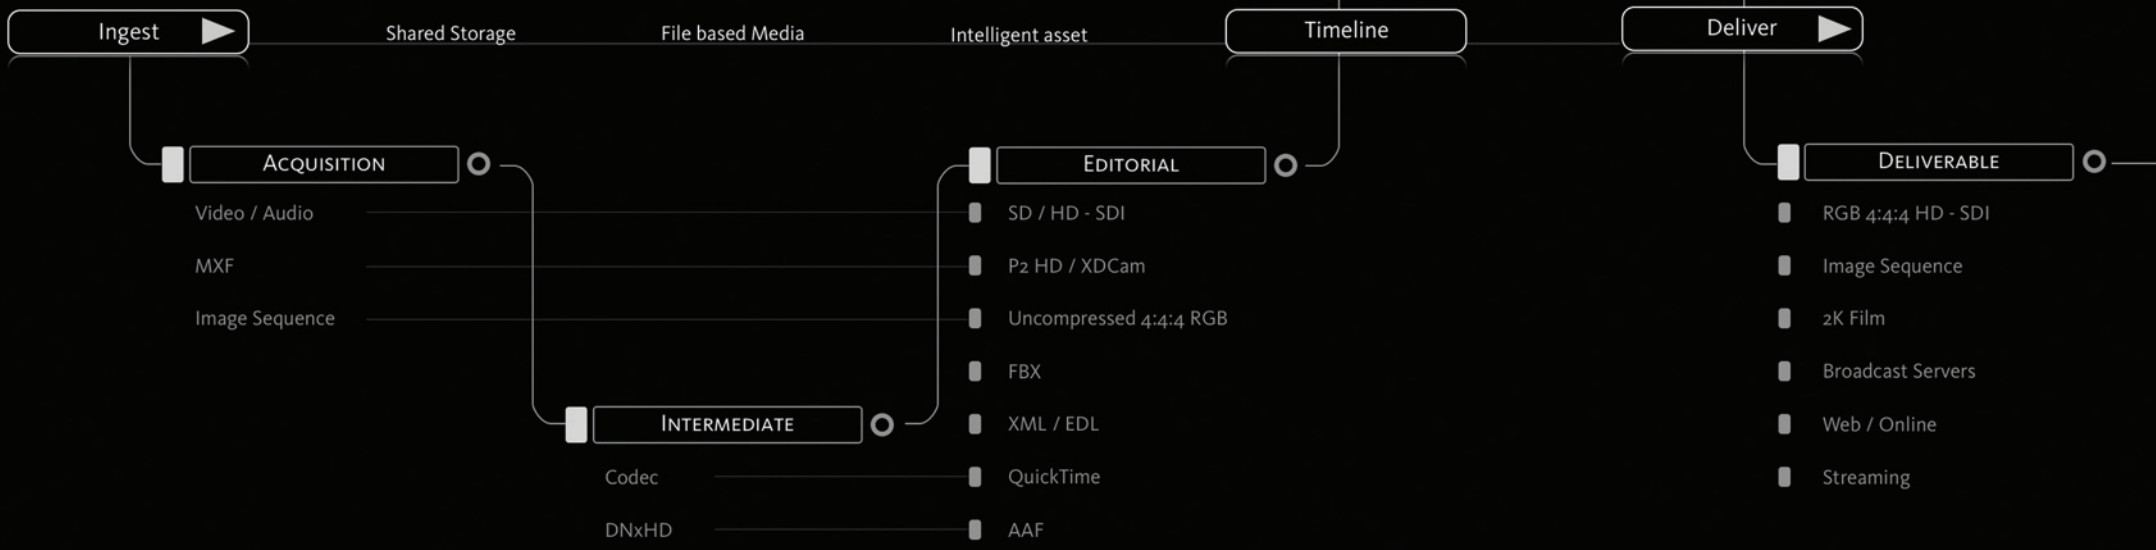 Ingest
Shared Storage
File based Media
Intelligent asset
Timeline
Deliver
ACQUISITION
Video / Audio
MXF
Image Sequence
INTERMEDIATE
Codec
DNxHD
EDITORIAL
SD / HD - SDI
P2 HD / XDCam
Uncompressed 4:4:4 RGB
FBX
XML / EDL
QuickTime
AAF
DELIVERABLE
RGB 4:4:4 HD - SDI
Image Sequence
2K Film
Broadcast Servers
Web / Online
Streaming